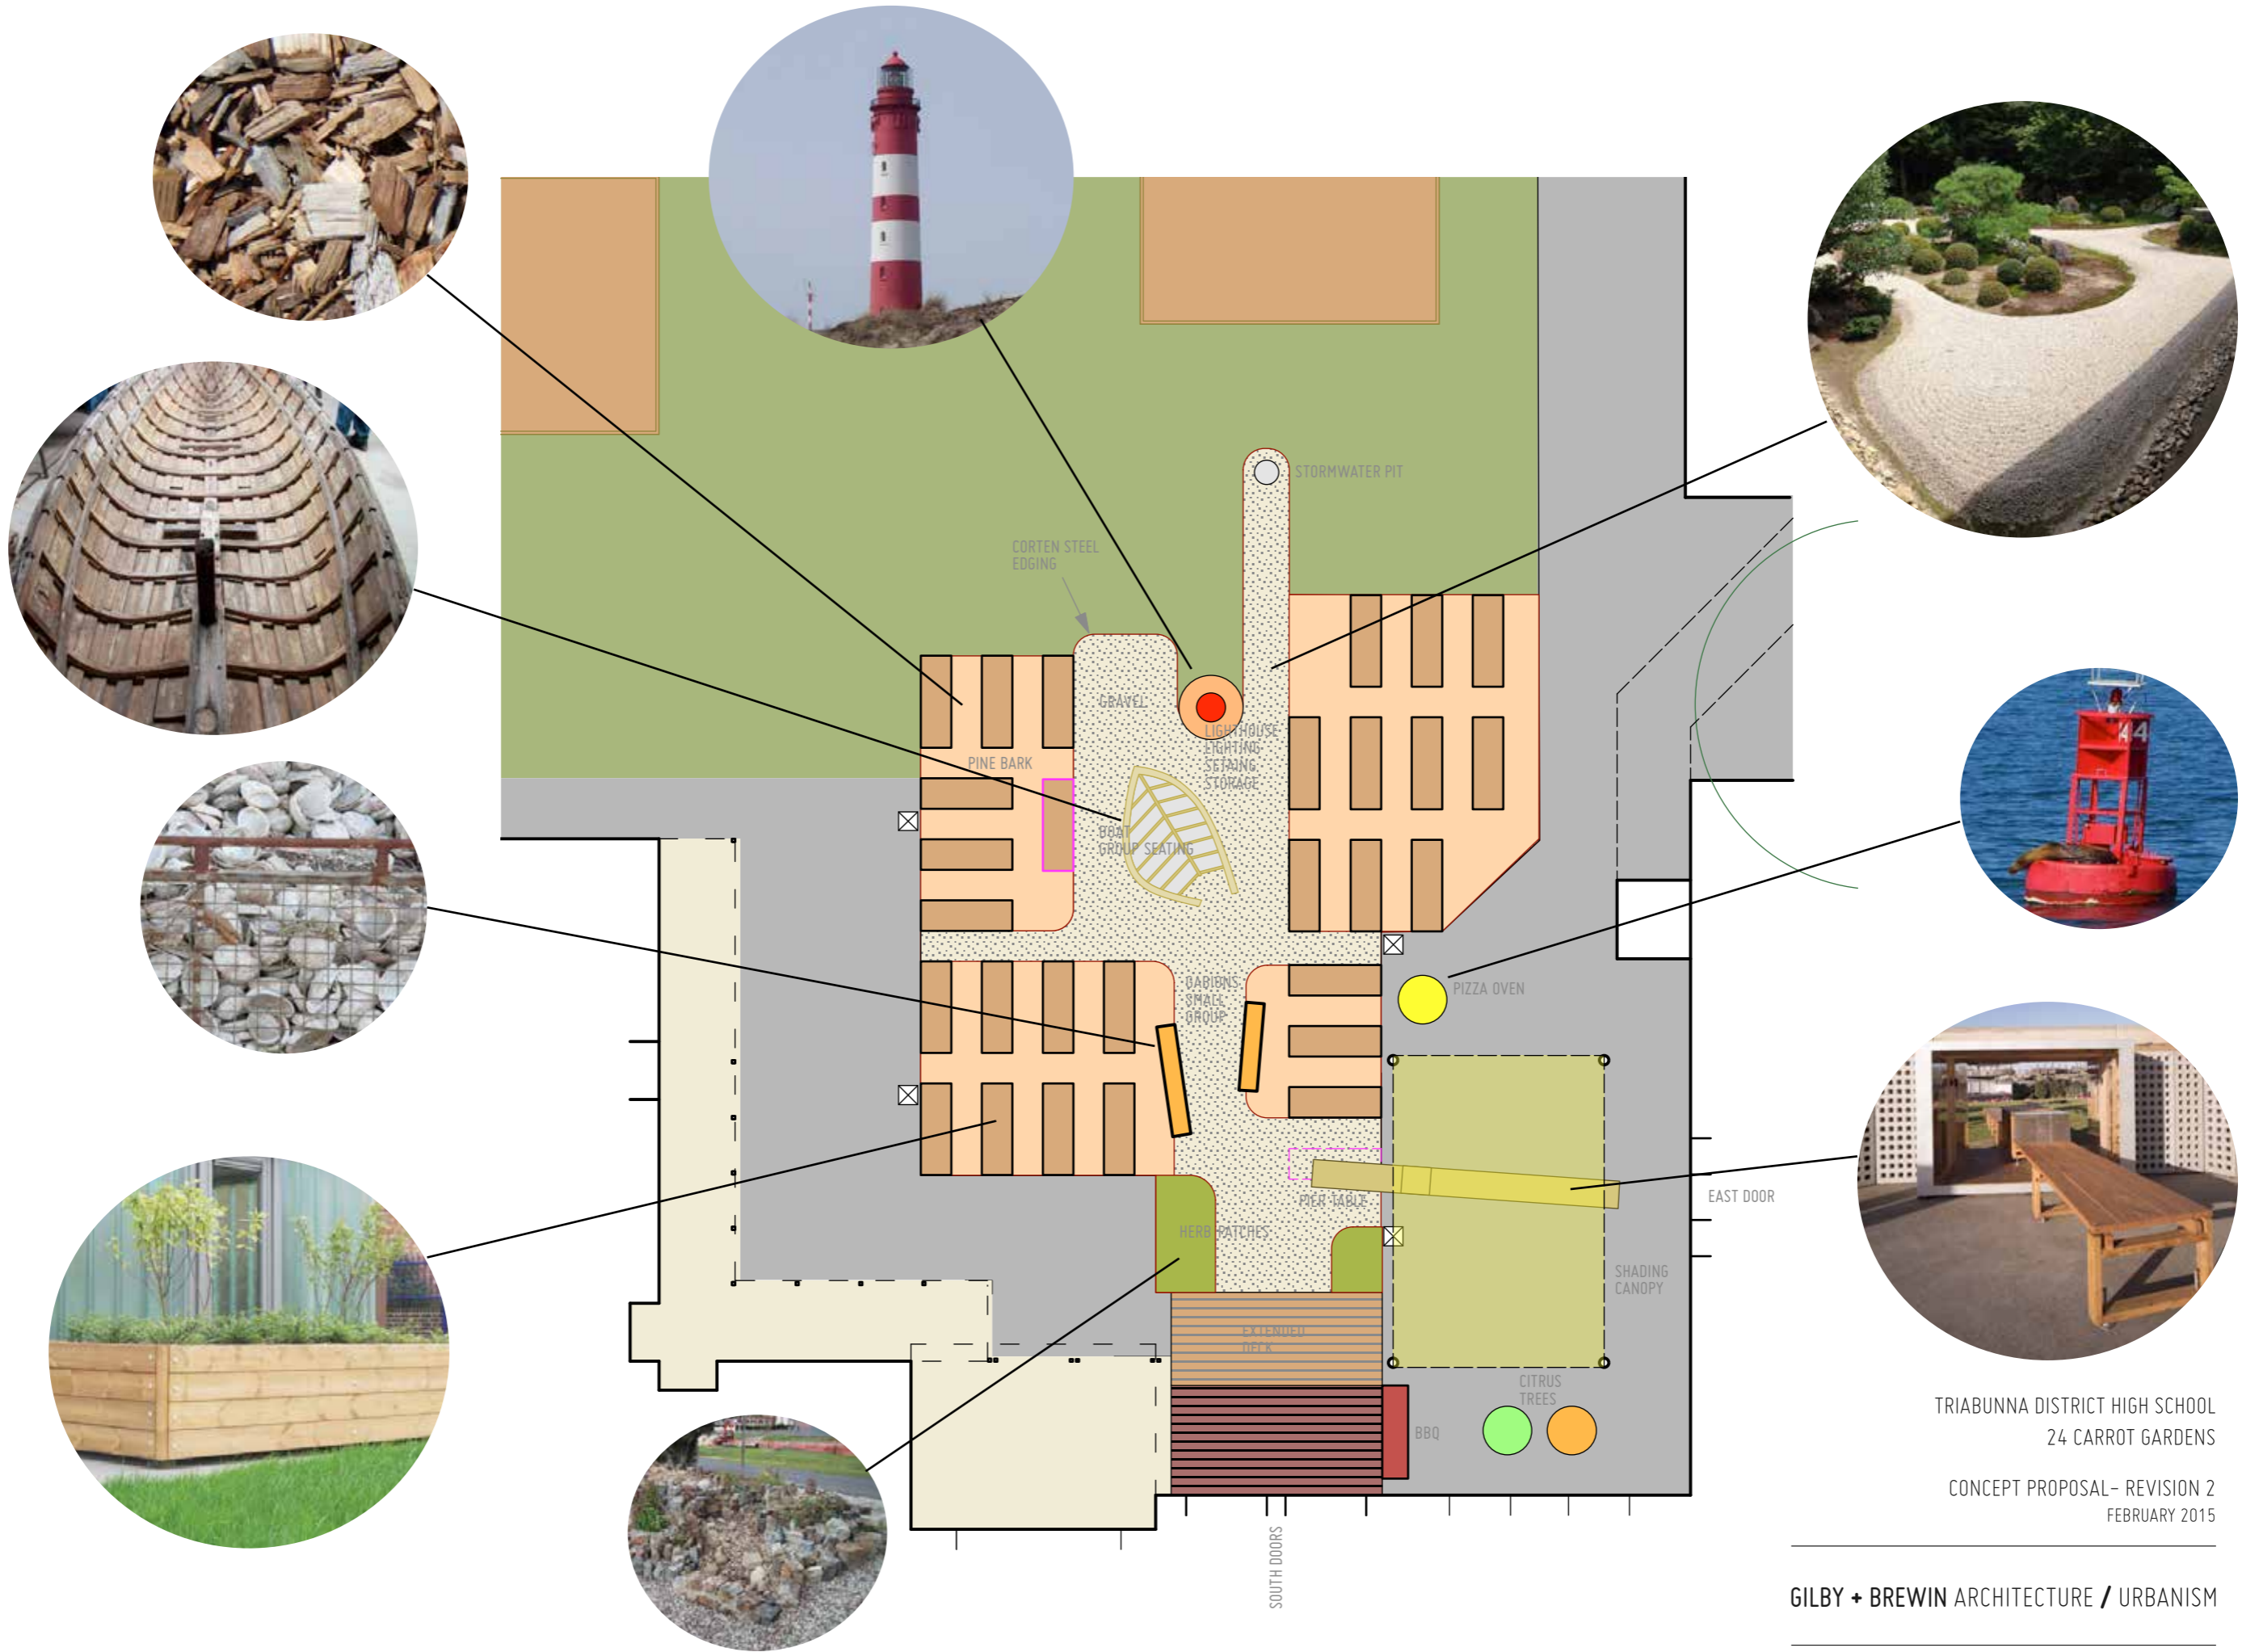 STORMWATER PIT
CORTEN STEEL
EDGING
GRAVEL
LIGHTHOUSE
LIGHTING
SETAING
STORAGE
PINE BARK
BOAT
GROUP SEATING
44
GABIONS
SMALL
GROUP
PIZZA OVEN
PIER TABLE
EAST DOOR
HERB PATCHES
SHADING
CANOPY
EXTENDED
DECK
CITRUS
TREES
BBQ
SOUTH DOORS
TRIABUNNA DISTRICT HIGH SCHOOL
24 CARROT GARDENS
CONCEPT PROPOSAL- REVISION 2
FEBRUARY 2015
GILBY + BREWIN ARCHITECTURE / URBANISM